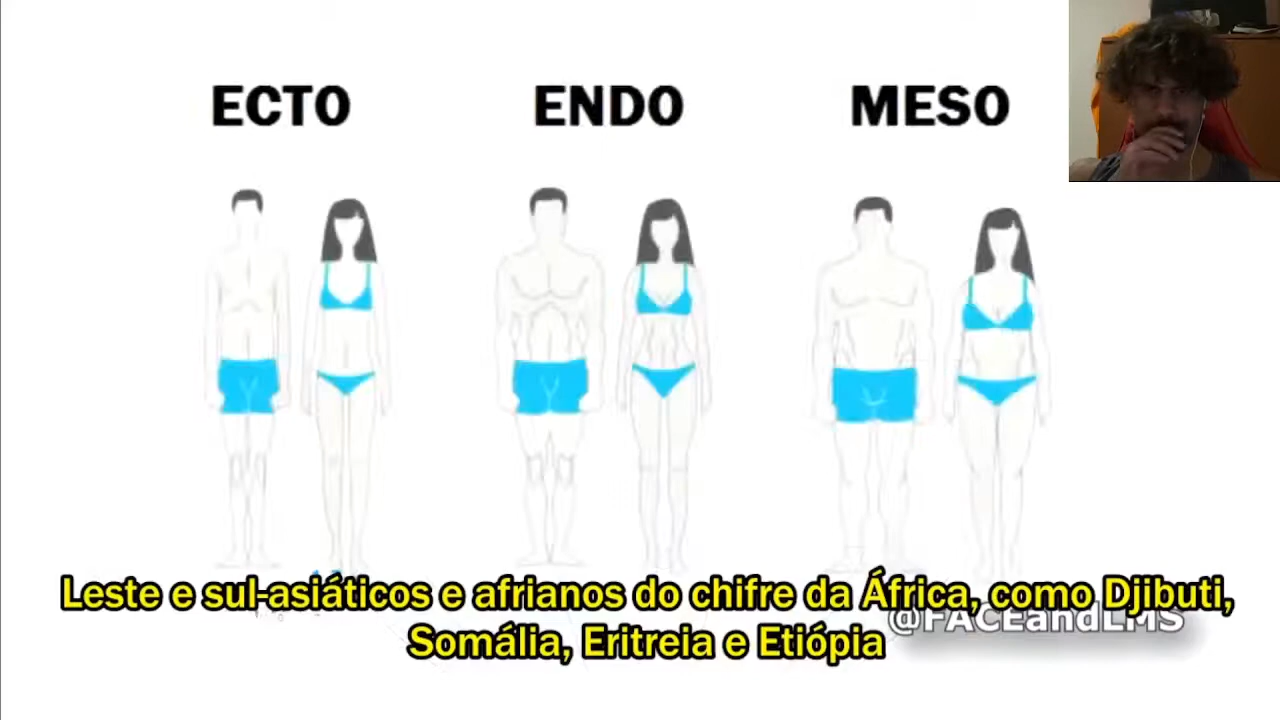 ECTO ENDO MESO
Leste e sul-asiáticos e afrianos do chifre da África, como Djibuti,
@FACEandLMS
Somália, Eritreia e Etiópia